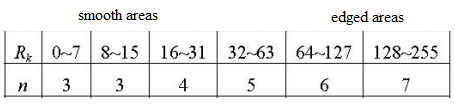 smooth areas edged areas
R_k 0~7 8~15 16~31 32~63 64~127 128~255
n 3 3 4 5 6 7